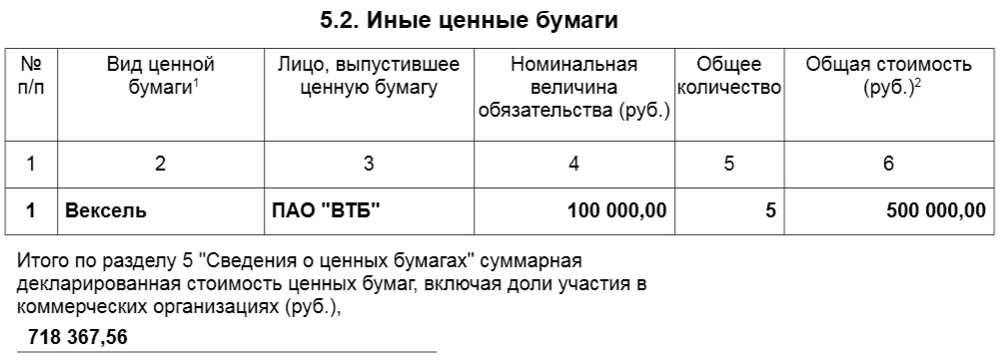 5.2. Иные ценные бумаги
№ п/п Вид ценной бумаги1 Лицо, выпустившее ценную бумагу Номинальная величина обязательства (руб.) Общее количество Общая стоимость (руб.)2
1 2 3 4 5 6
1 Вексель ПАО "ВТБ" 100 000,00 5 500 000,00
Итого по разделу 5 "Сведения о ценных бумагах" суммарная
декларированная стоимость ценных бумаг, включая доли участия в
коммерческих организациях (руб.),
718 367,56